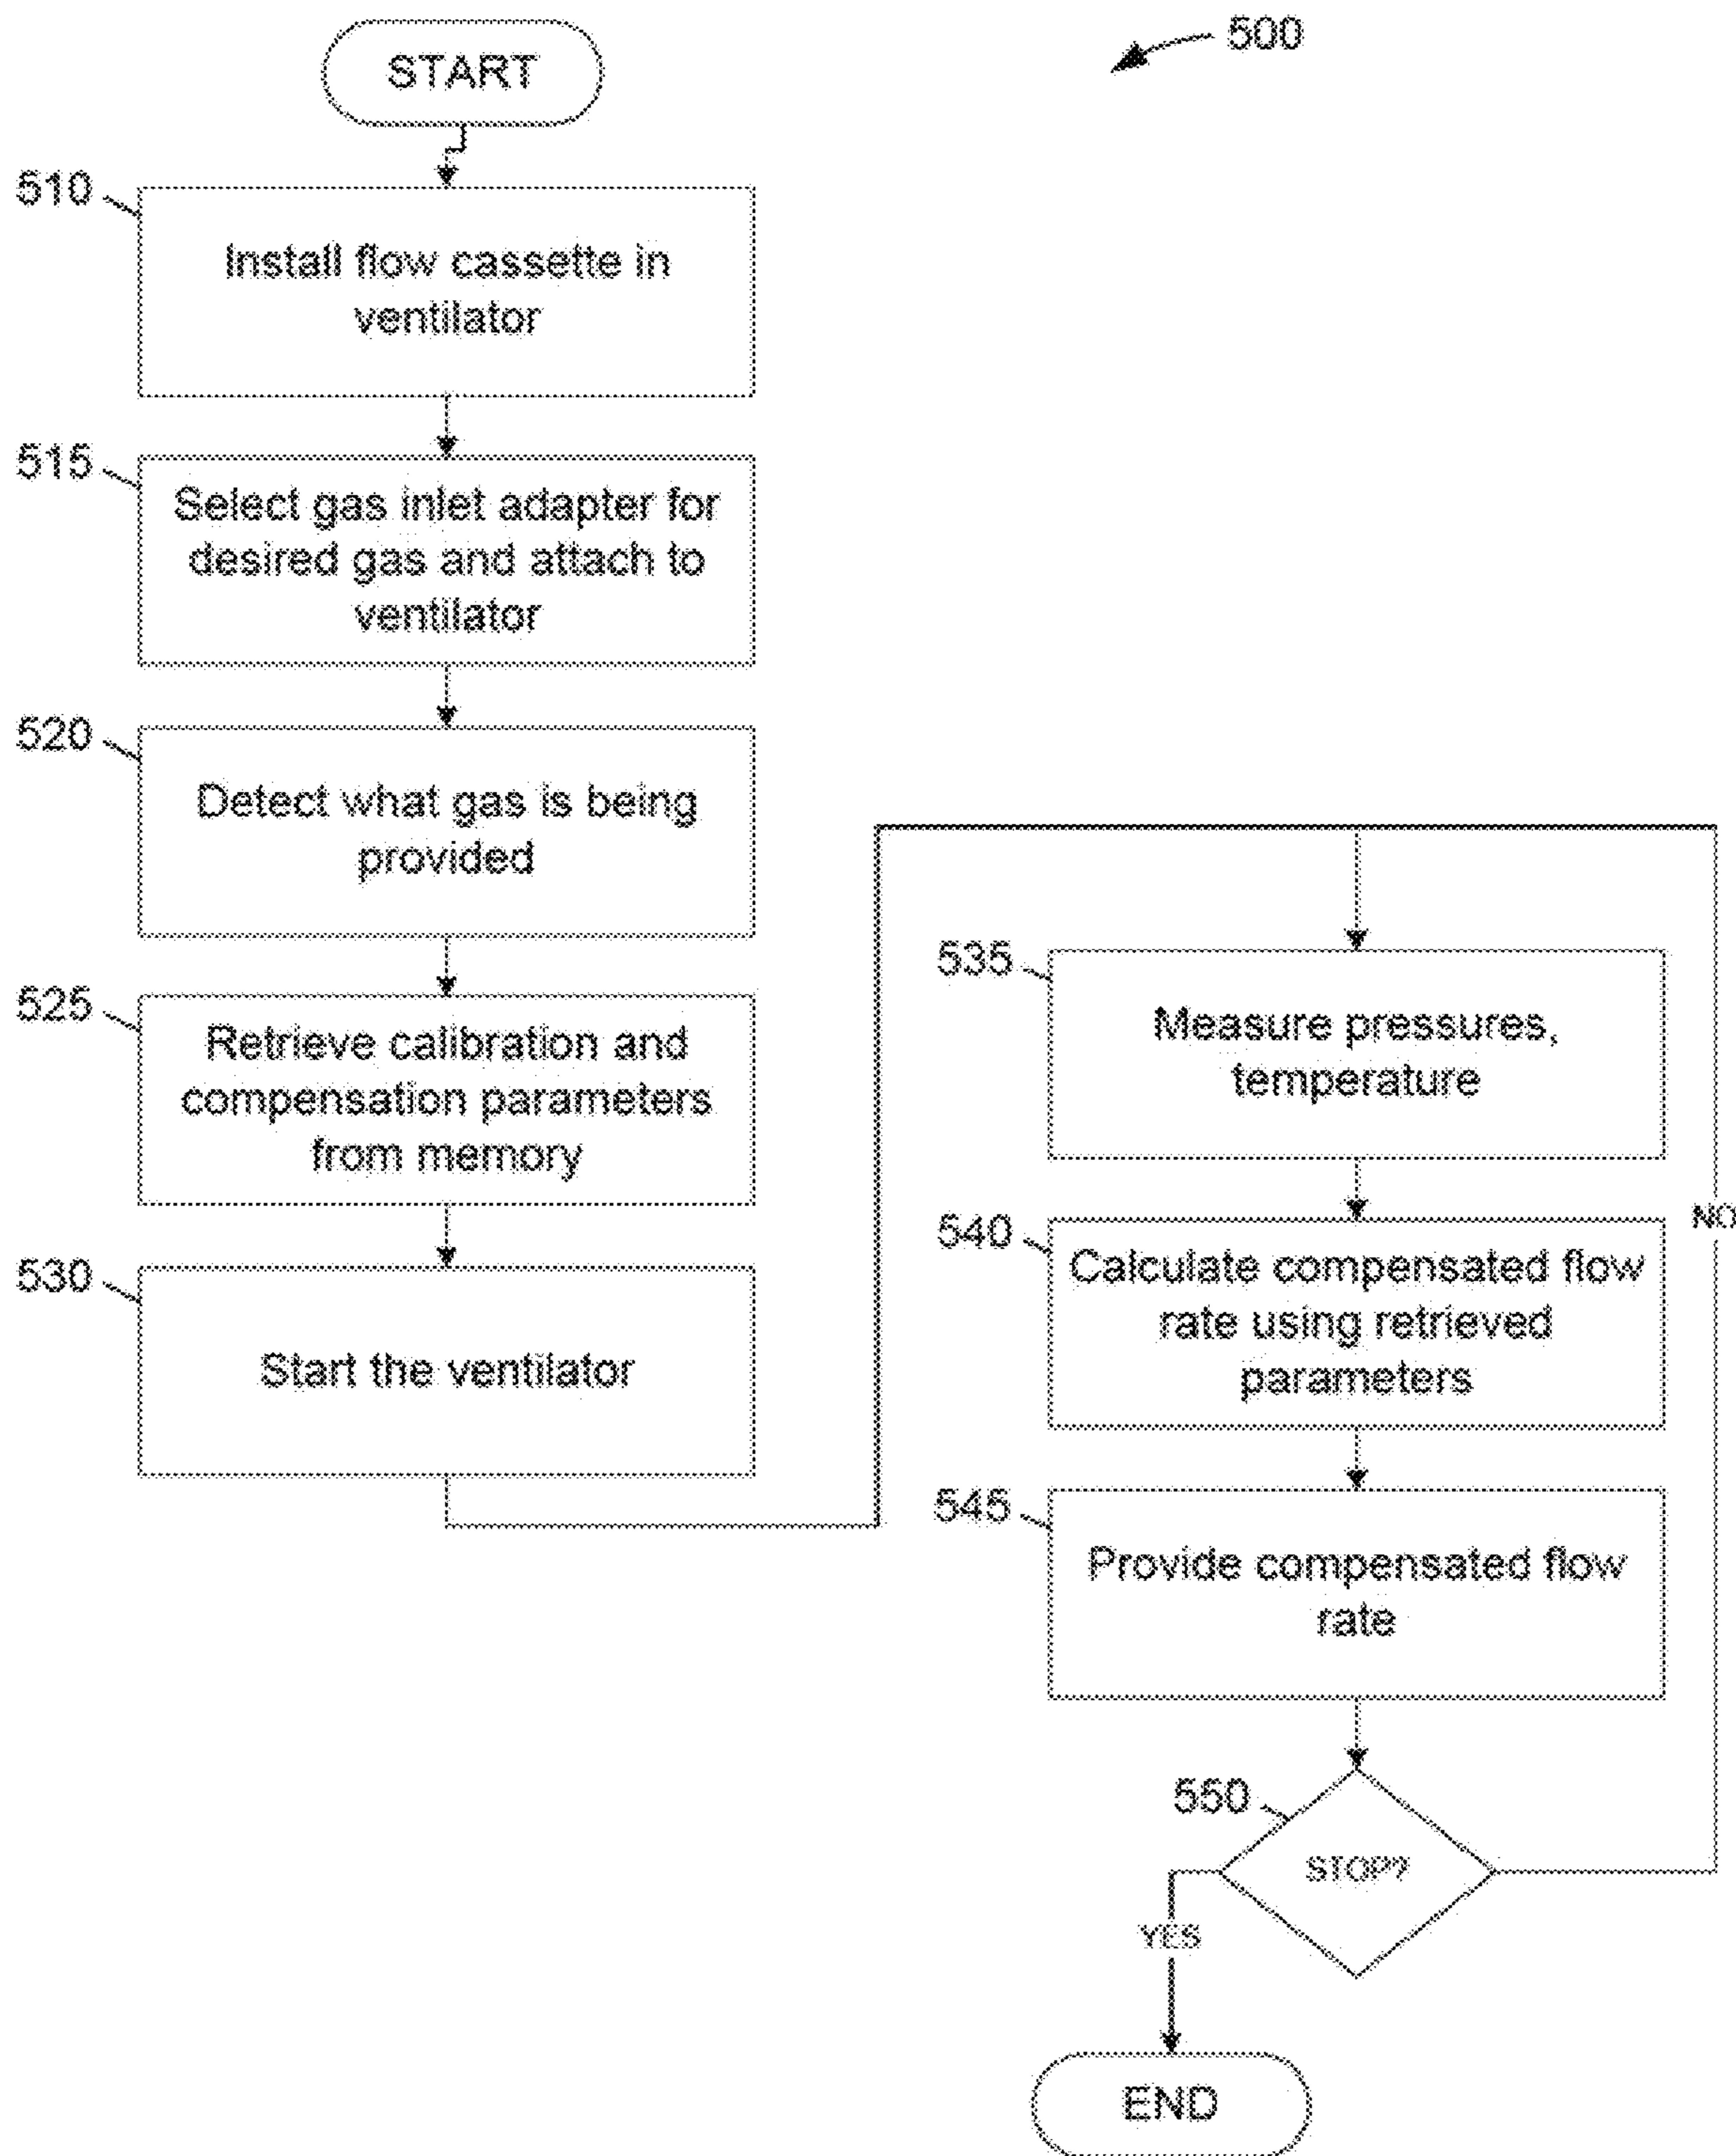 500
START
510
Install flow cassette in
ventilator
515
Select gas inlet adapter for
desired gas and attach to
ventilator
520
Detect what gas is being
provided
525
Retrieve calibration and
compensation parameters
from memory
530
Start the ventilator
535
Measure pressures,
temperature
540
Calculate compensated flow
rate using retrieved
parameters
545
Provide compensated flow
rate
550
STOP?
NO
YES
END